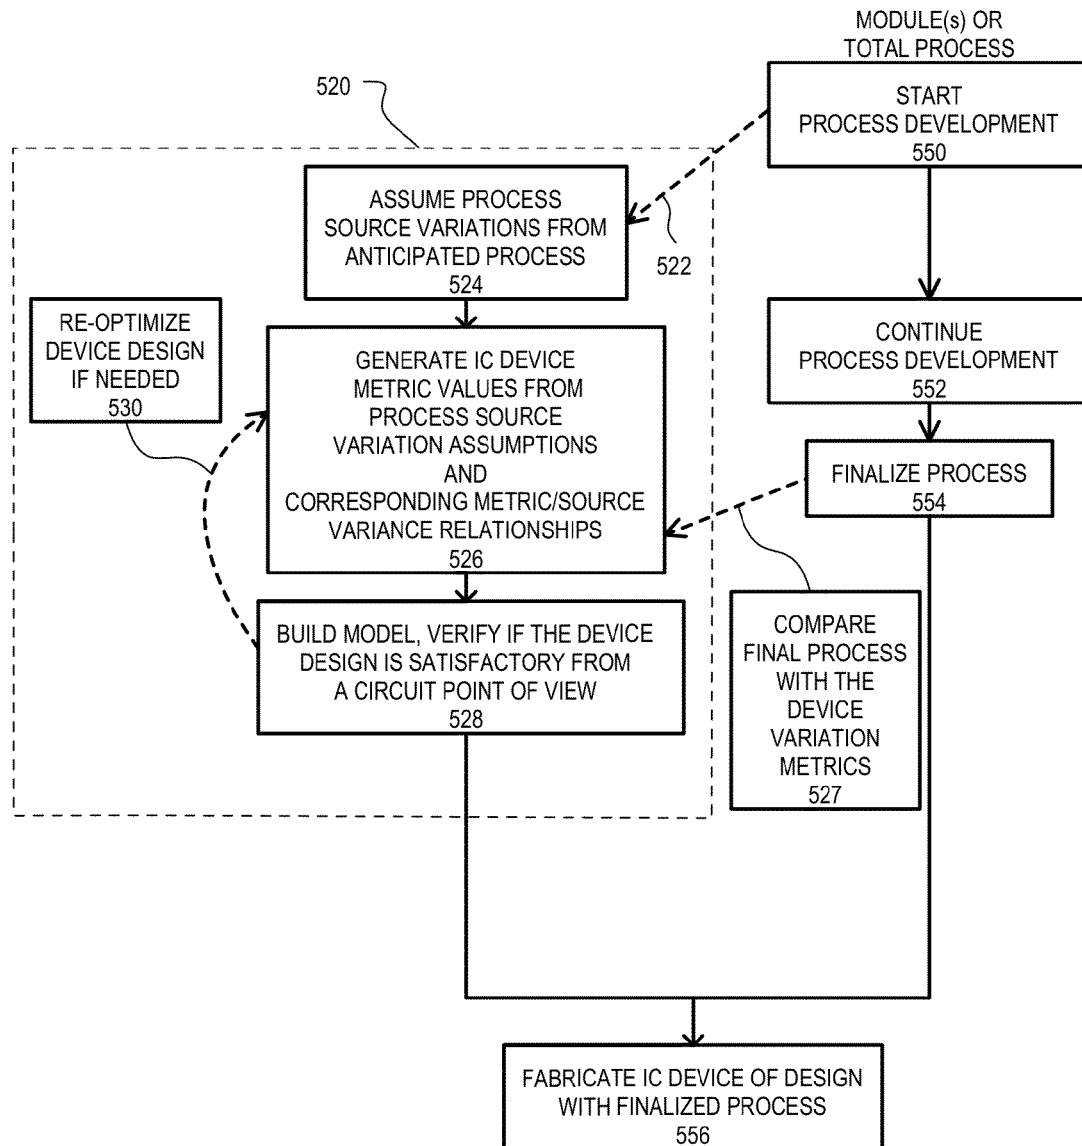 MODULE(s) OR
TOTAL PROCESS
START
PROCESS DEVELOPMENT
550
520
522
ASSUME PROCESS
SOURCE VARIATIONS FROM
ANTICIPATED PROCESS
524
RE-OPTIMIZE
DEVICE DESIGN
IF NEEDED
530
GENERATE IC DEVICE
METRIC VALUES FROM
PROCESS SOURCE
VARIATION ASSUMPTIONS
AND
CORRESPONDING METRIC/SOURCE
VARIANCE RELATIONSHIPS
526
CONTINUE
PROCESS DEVELOPMENT
552
FINALIZE PROCESS
554
BUILD MODEL, VERIFY IF THE DEVICE
DESIGN IS SATISFACTORY FROM
A CIRCUIT POINT OF VIEW
528
COMPARE
FINAL PROCESS
WITH THE
DEVICE
VARIATION
METRICS
527
FABRICATE IC DEVICE OF DESIGN
WITH FINALIZED PROCESS
556